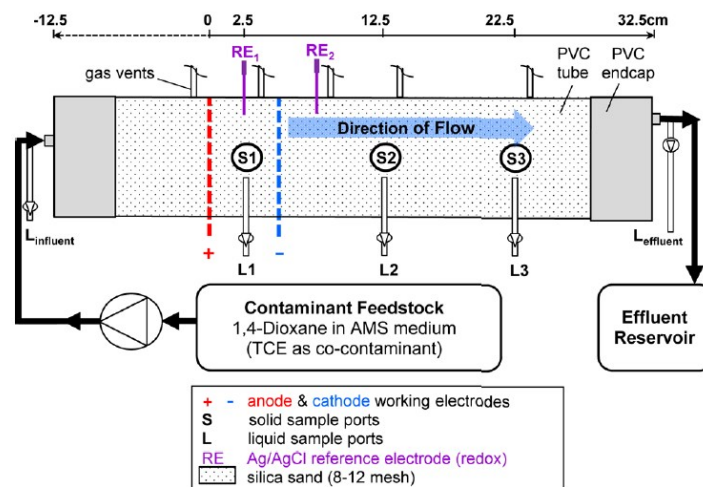 -12.5 0 2.5 12.5 22.5 32.5cm
RE1 RE2
gas vents
PVC tube
PVC endcap
Direction of Flow
S1 S2 S3
Linfluent
Leffluent
+ -
L1 L2 L3
Contaminant Feedstock
1,4-Dioxane in AMS medium
(TCE as co-contaminant)
Effluent
Reservoir
+ - anode & cathode working electrodes
S solid sample ports
L liquid sample ports
RE Ag/AgCl reference electrode (redox)
silica sand (8-12 mesh)